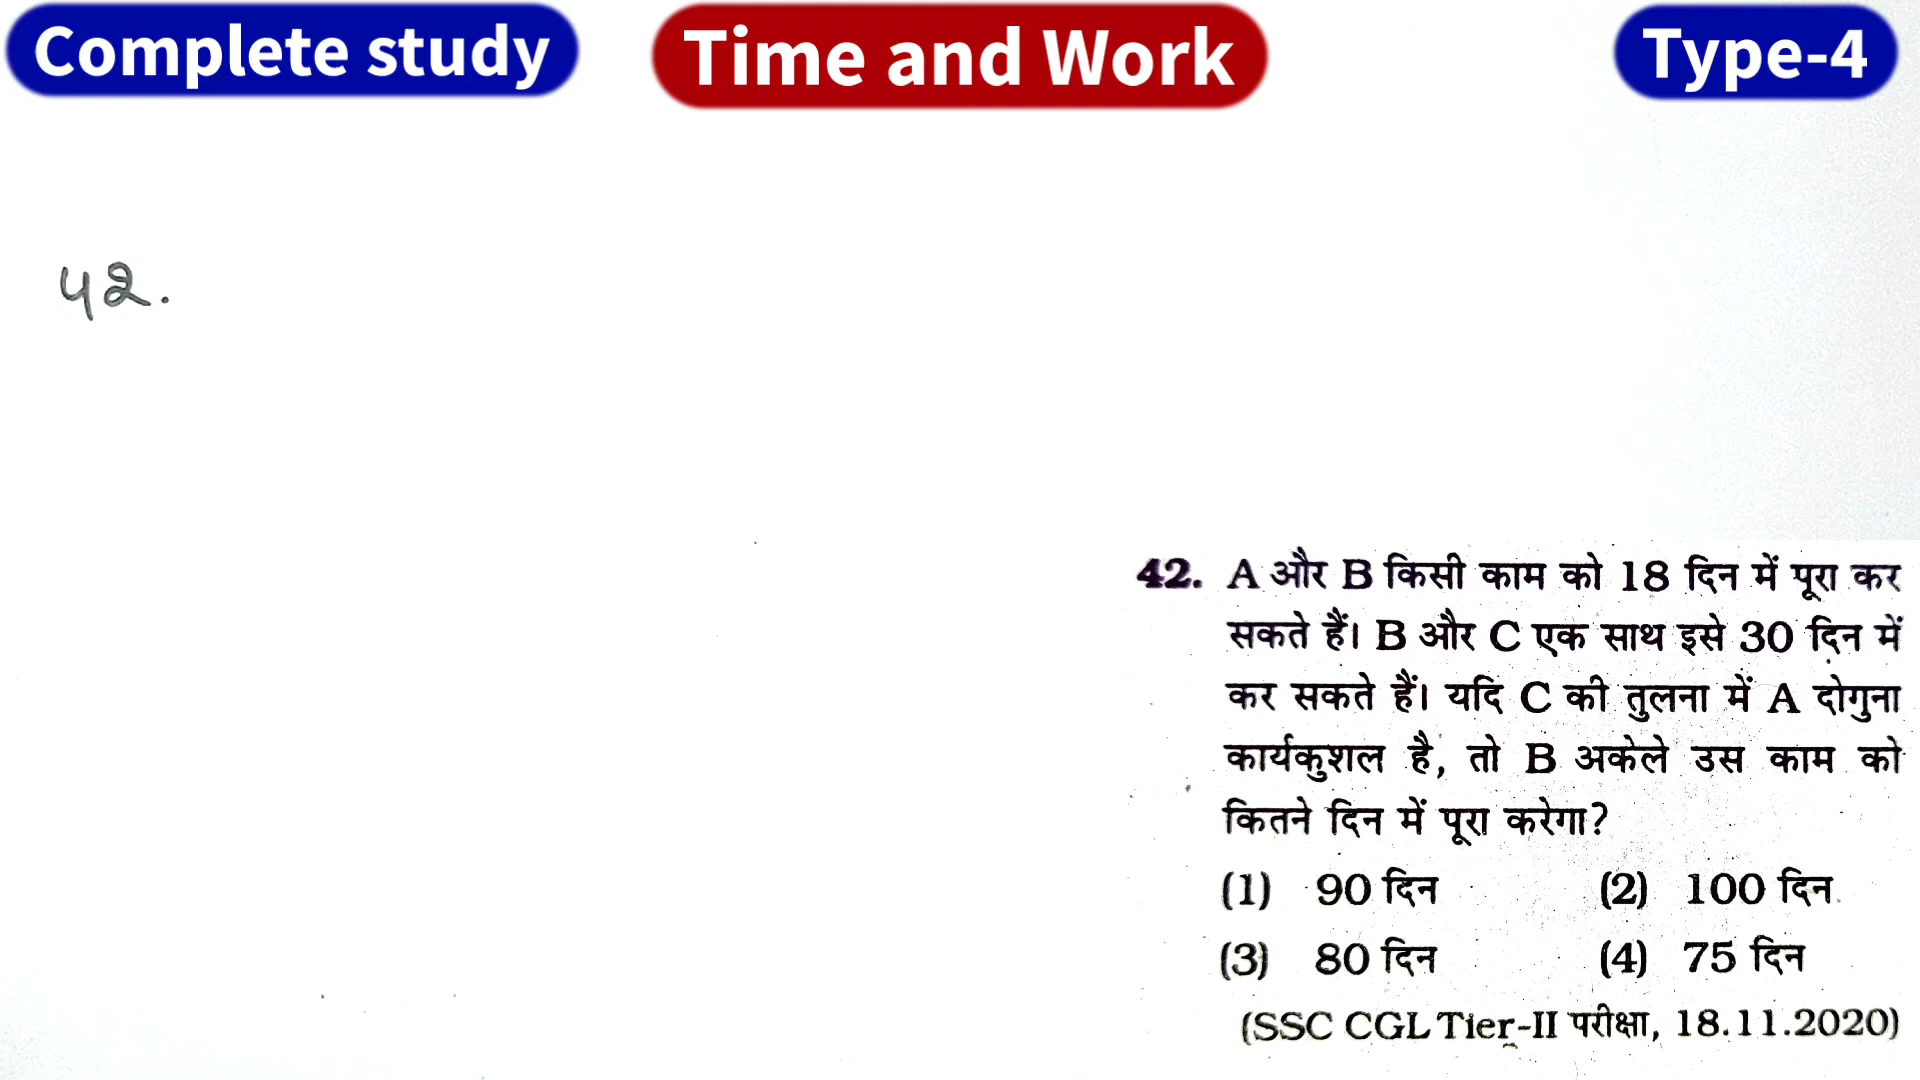 Complete study
Time and Work
Type-4
42.
42. A और B किसी काम को 18 दिन में पूरा कर
सकते हैं। B और C एक साथ इसे 30 दिन में
कर सकते हैं। यदि C की तुलना में A दोगुना
कार्यकुशल है, तो B अकेले उस काम को
कितने दिन में पूरा करेगा?
(1) 90 दिन (2) 100 दिन
(3) 80 दिन (4) 75 दिन
(SSC CGL Tier-II परीक्षा, 18.11.2020)